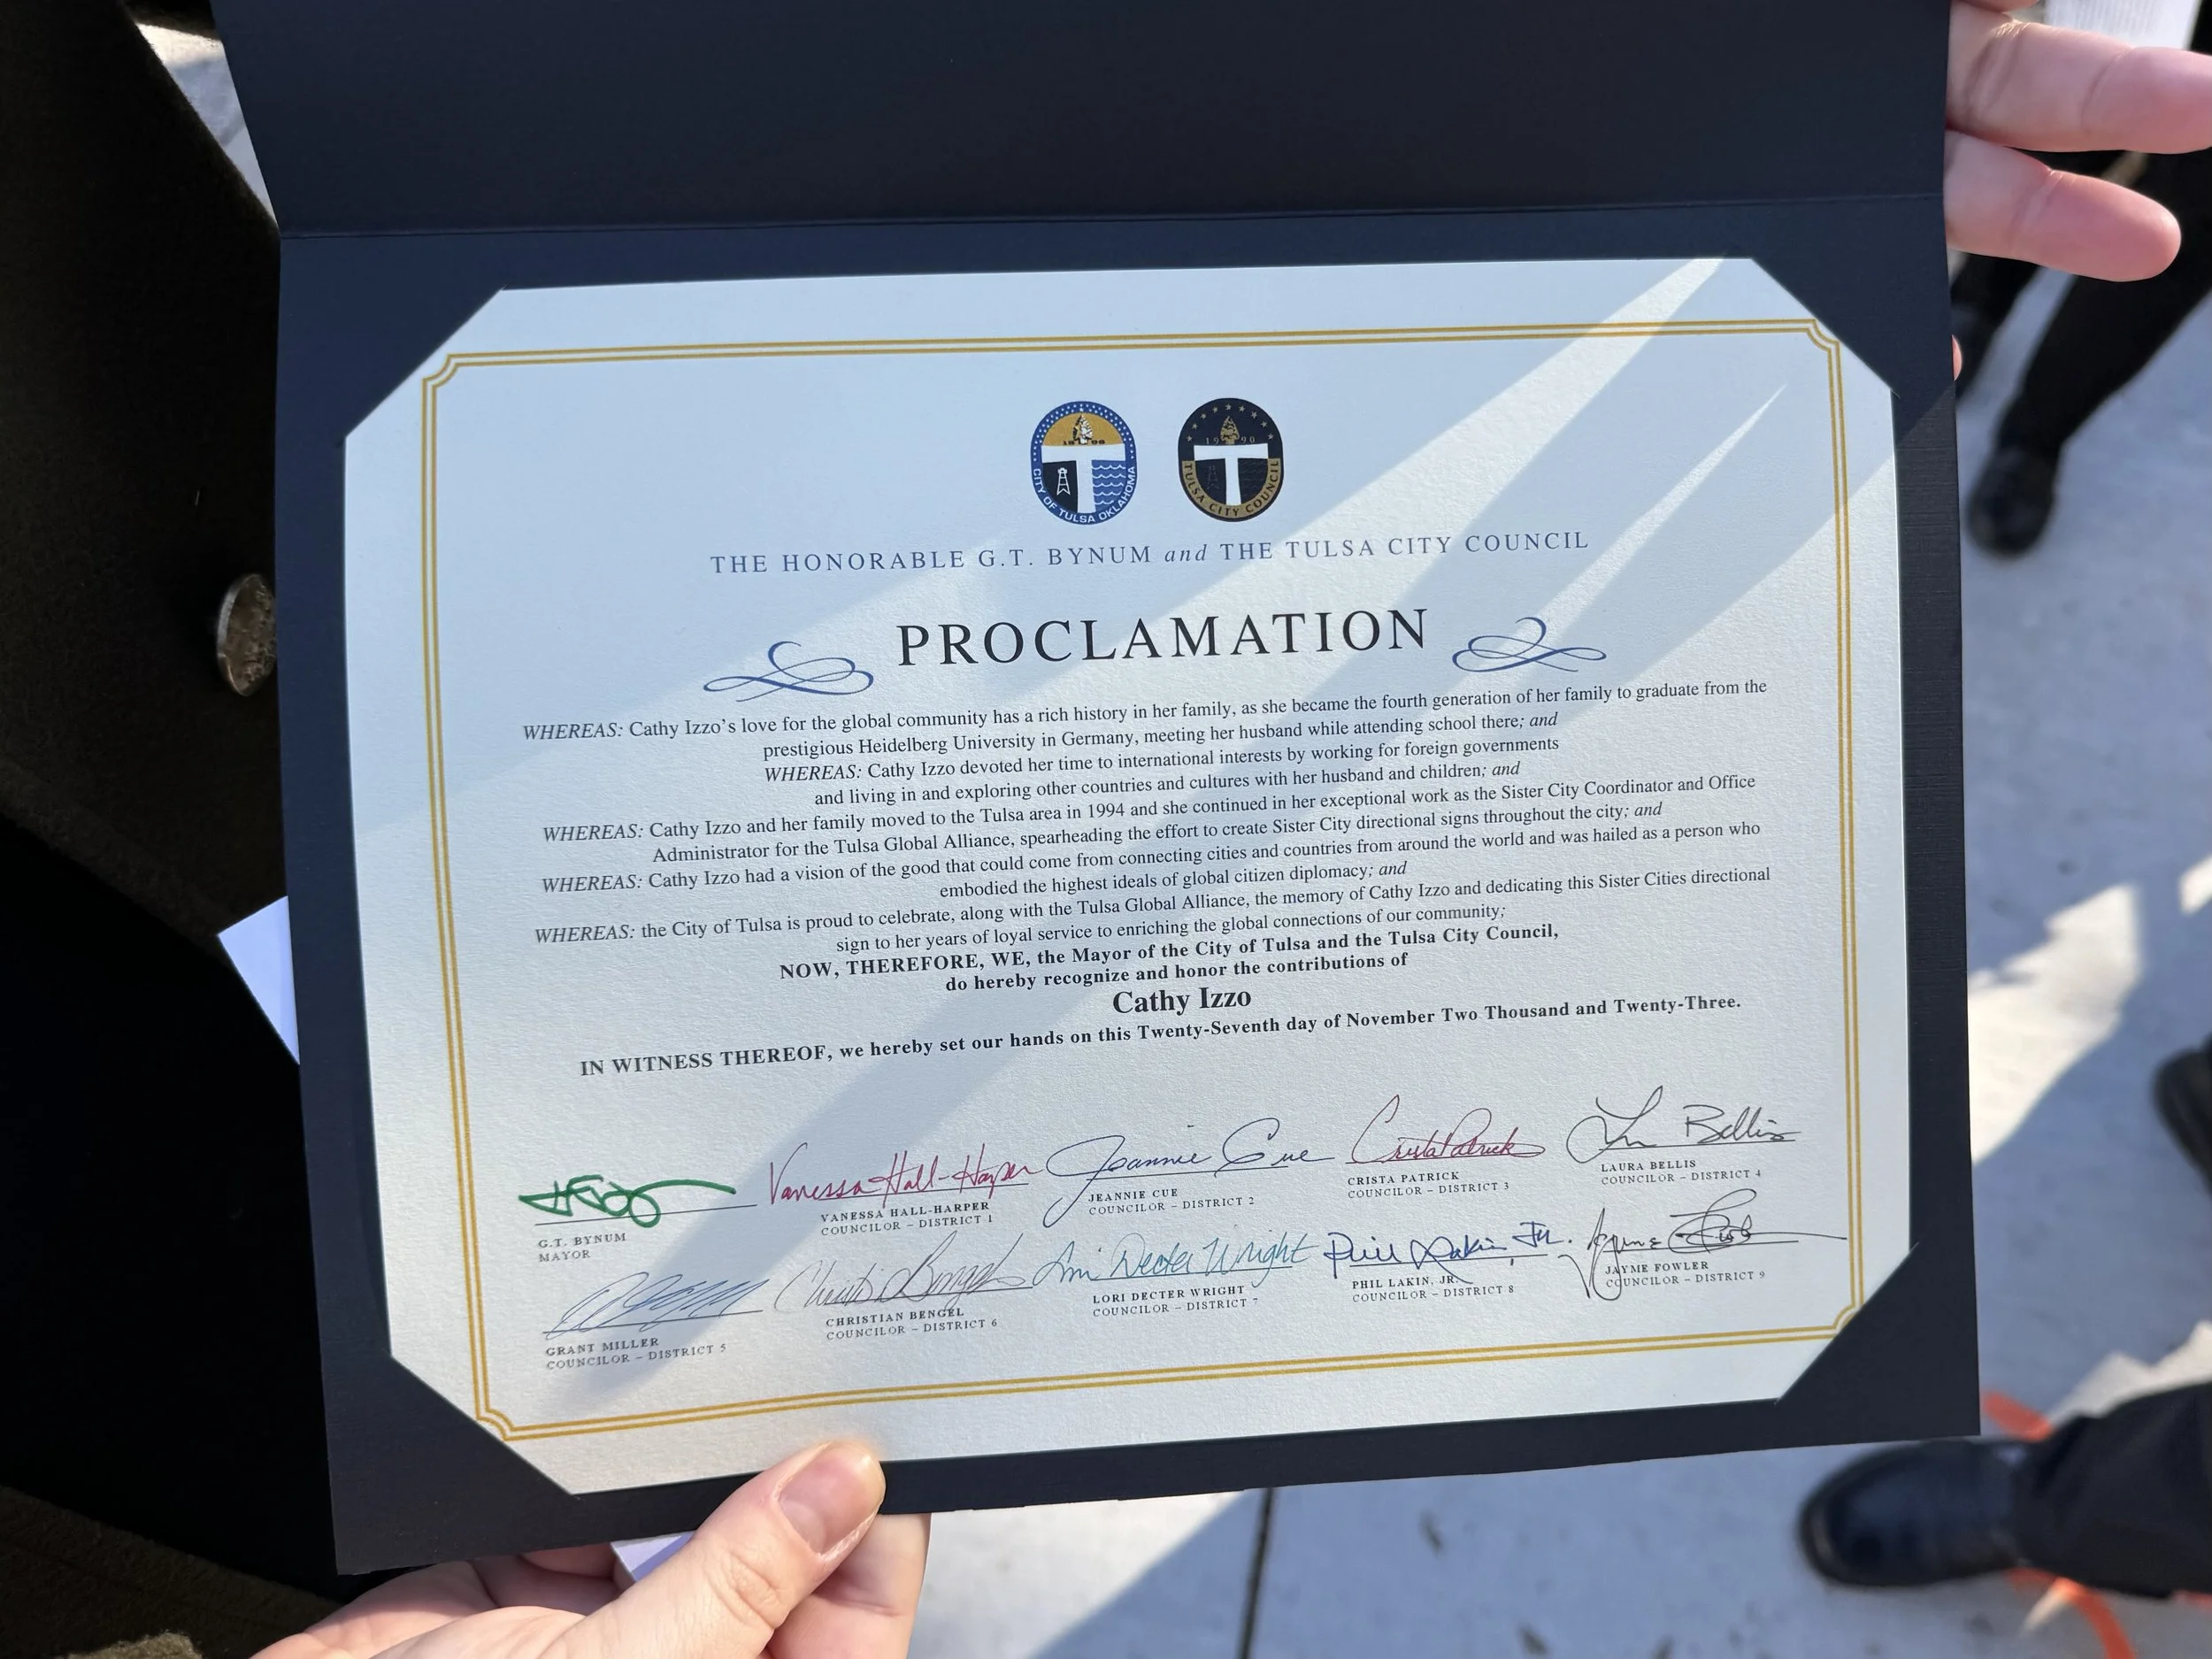 1898
CITY OF TULSA OKLAHOMA
1990
TULSA CITY COUNCIL
THE HONORABLE G.T. BYNUM and THE TULSA CITY COUNCIL
PROCLAMATION
WHEREAS: Cathy Izzo’s love for the global community has a rich history in her family, as she became the fourth generation of her family to graduate from the
prestigious Heidelberg University in Germany, meeting her husband while attending school there; and
WHEREAS: Cathy Izzo devoted her time to international interests by working for foreign governments
and living in and exploring other countries and cultures with her husband and children; and
WHEREAS: Cathy Izzo and her family moved to the Tulsa area in 1994 and she continued in her exceptional work as the Sister City Coordinator and Office
Administrator for the Tulsa Global Alliance, spearheading the effort to create Sister City directional signs throughout the city; and
WHEREAS: Cathy Izzo had a vision of the good that could come from connecting cities and countries from around the world and was hailed as a person who
embodied the highest ideals of global citizen diplomacy; and
WHEREAS: the City of Tulsa is proud to celebrate, along with the Tulsa Global Alliance, the memory of Cathy Izzo and dedicating this Sister Cities directional
sign to her years of loyal service to enriching the global connections of our community;
NOW, THEREFORE, WE, the Mayor of the City of Tulsa and the Tulsa City Council,
do hereby recognize and honor the contributions of
Cathy Izzo
IN WITNESS THEREOF, we hereby set our hands on this Twenty-Seventh day of November Two Thousand and Twenty-Three.
Vanessa Hall-Harper Jeannie Cue Crista Patrick Bellis
G.T. BYNUM
MAYOR
VANESSA HALL-HARPER
COUNCILOR – DISTRICT 1
JEANNIE CUE
COUNCILOR – DISTRICT 2
CRISTA PATRICK
COUNCILOR – DISTRICT 3
LAURA BELLIS
COUNCILOR – DISTRICT 4
Lori Decter Wright Phil Lakin, Jr.
GRANT MILLER
COUNCILOR – DISTRICT 5
CHRISTIAN BENGEL
COUNCILOR – DISTRICT 6
LORI DECTER WRIGHT
COUNCILOR – DISTRICT 7
PHIL LAKIN, JR.
COUNCILOR – DISTRICT 8
JAYME FOWLER
COUNCILOR – DISTRICT 9